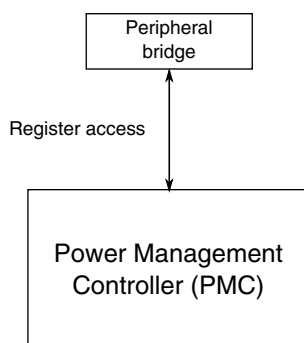 Peripheral
bridge
Register access
Power Management
Controller (PMC)